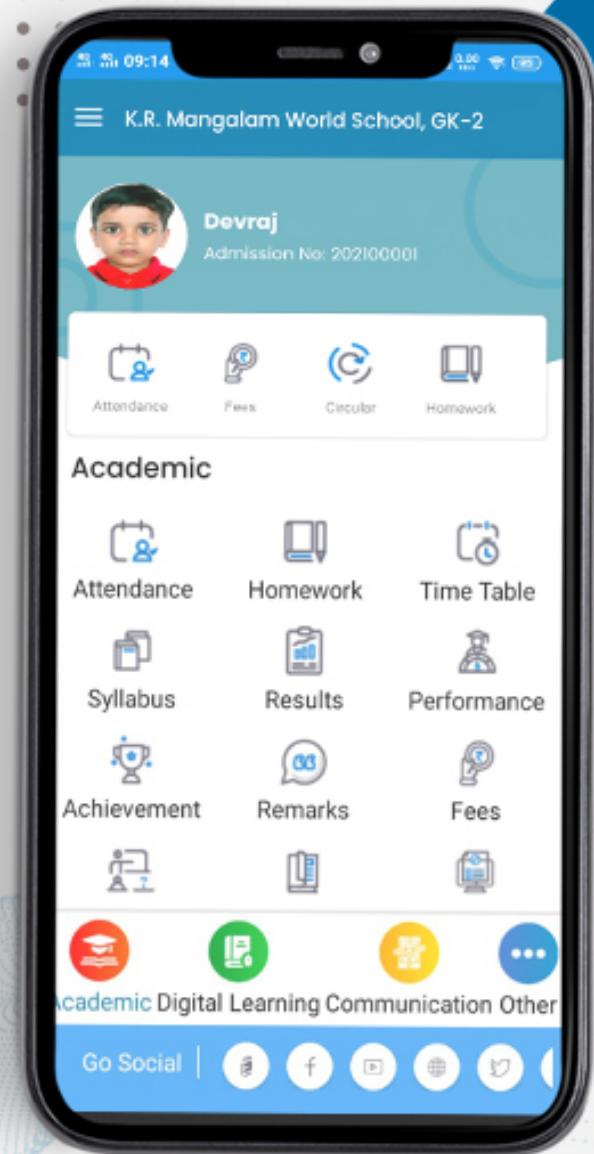 09:14
K.R. Mangalam World School, GK-2
Devraj
Admission No: 202100001
Attendance Fees Circular Homework
Academic
Attendance Homework Time Table
Syllabus Results Performance
Achievement Remarks Fees
Academic Digital Learning Communication Other
Go Social